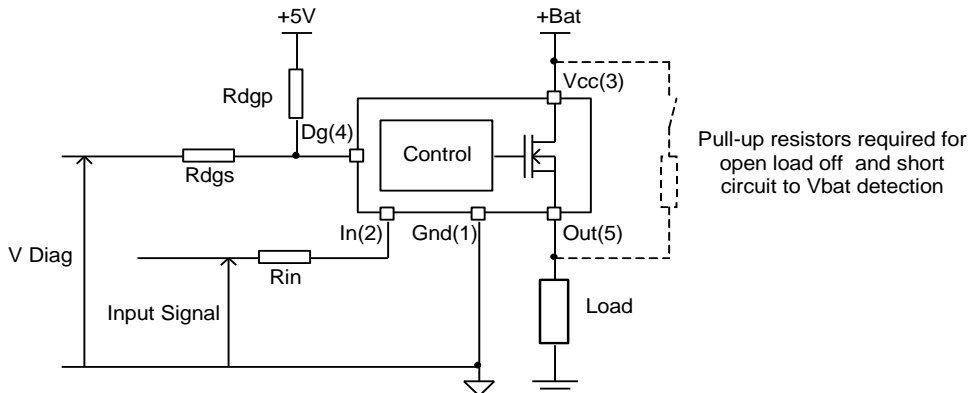 +5V
+Bat
Vcc(3)
Rdgp
Dg(4)
Control
Pull-up resistors required for
open load off and short
circuit to Vbat detection
Rdgs
In(2)
Gnd(1)
Out(5)
V Diag
Rin
Input Signal
Load